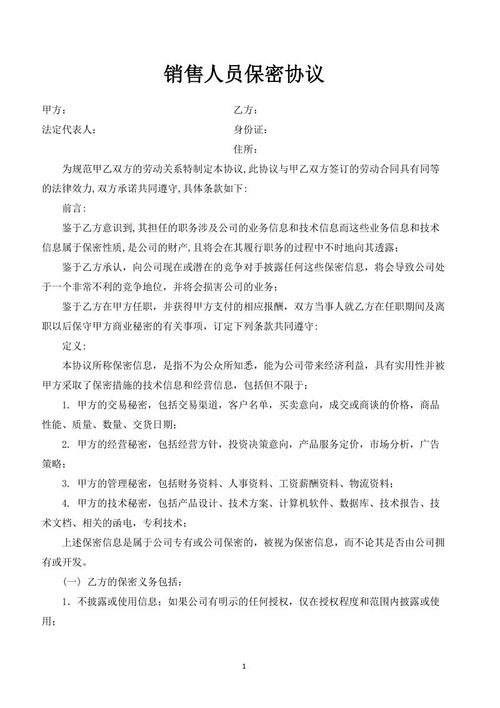 销售人员保密协议
甲方： 乙方：
法定代表人： 身份证：
住所：
为规范甲乙双方的劳动关系特制定本协议,此协议与甲乙双方签订的劳动合同具有同等
的法律效力,双方承诺共同遵守,具体条款如下:
前言:
鉴于乙方意识到,其担任的职务涉及公司的业务信息和技术信息而这些业务信息和技术
信息属于保密性质,是公司的财产,且将会在其履行职务的过程中不时地向其透露；
鉴于乙方承认，向公司现在或潜在的竞争对手披露任何这些保密信息，将会导致公司处
于一个非常不利的竞争地位，并将会损害公司的业务；
鉴于乙方在甲方任职，并获得甲方支付的相应报酬，双方当事人就乙方在任职期间及离
职以后保守甲方商业秘密的有关事项，订定下列条款共同遵守:
定义:
本协议所称保密信息，是指不为公众所知悉，能为公司带来经济利益，具有实用性并被
甲方采取了保密措施的技术信息和经营信息，包括但不限于；
1. 甲方的交易秘密，包括交易渠道，客户名单，买卖意向，成交或商谈的价格，商品
性能、质量、数量、交货日期；
2. 甲方的经营秘密，包括经营方针，投资决策意向，产品服务定价，市场分析，广告
策略；
3. 甲方的管理秘密，包括财务资料、人事资料、工资薪酬资料、物流资料；
4. 甲方的技术秘密，包括产品设计、技术方案、计算机软件、数据库、技术报告、技
术文档、相关的函电，专利技术；
上述保密信息是属于公司专有或公司保密的，被视为保密信息，而不论其是否由公司拥
有或开发。
(一) 乙方的保密义务包括：
1．不披露或使用信息；如果公司有明示的任何授权，仅在授权程度和范围内披露或使
用；
1